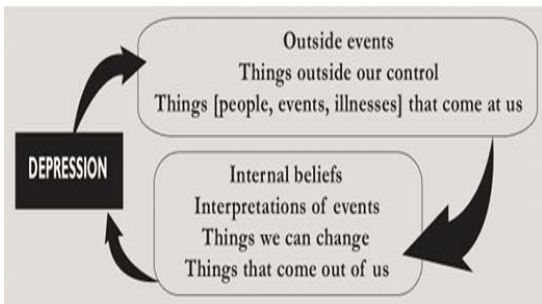 Outside events
Things outside our control
Things [people, events, illnesses] that come at us
DEPRESSION
Internal beliefs
Interpretations of events
Things we can change
Things that come out of us